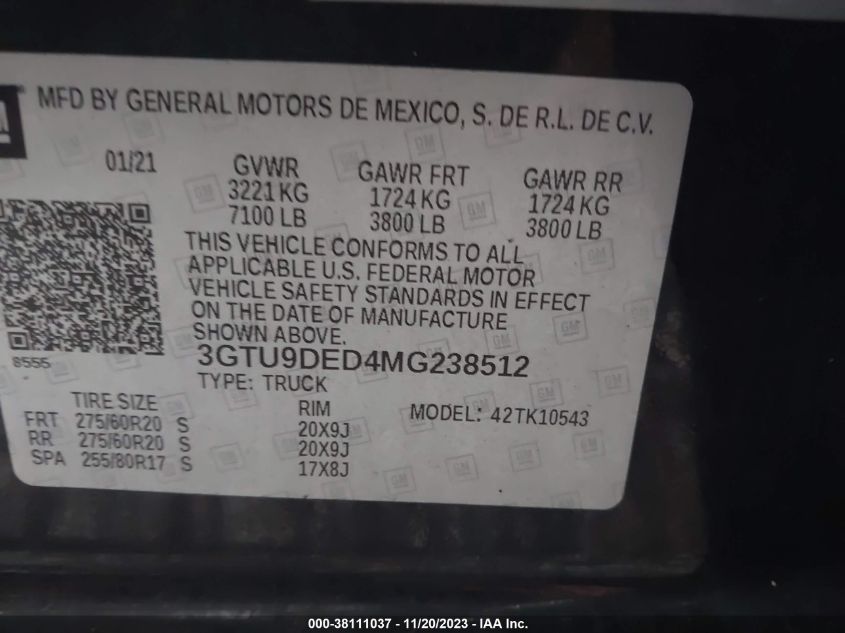 MFD BY GENERAL MOTORS DE MEXICO, S. DE R.L. DE C.V.
01/21 GVWR GAWR FRT GAWR RR
3221 KG 1724 KG 1724 KG
7100 LB 3800 LB 3800 LB
THIS VEHICLE CONFORMS TO ALL
APPLICABLE U.S. FEDERAL MOTOR
VEHICLE SAFETY STANDARDS IN EFFECT
ON THE DATE OF MANUFACTURE
SHOWN ABOVE.
8555
3GTU9DED4MG238512
TYPE: TRUCK
TIRE SIZE RIM MODEL: 42TK10543
FRT 275/60R20 S 20X9J
RR 275/60R20 S 20X9J
SPA 255/80R17 S 17X8J
000-38111037 - 11/20/2023 - IAA Inc.